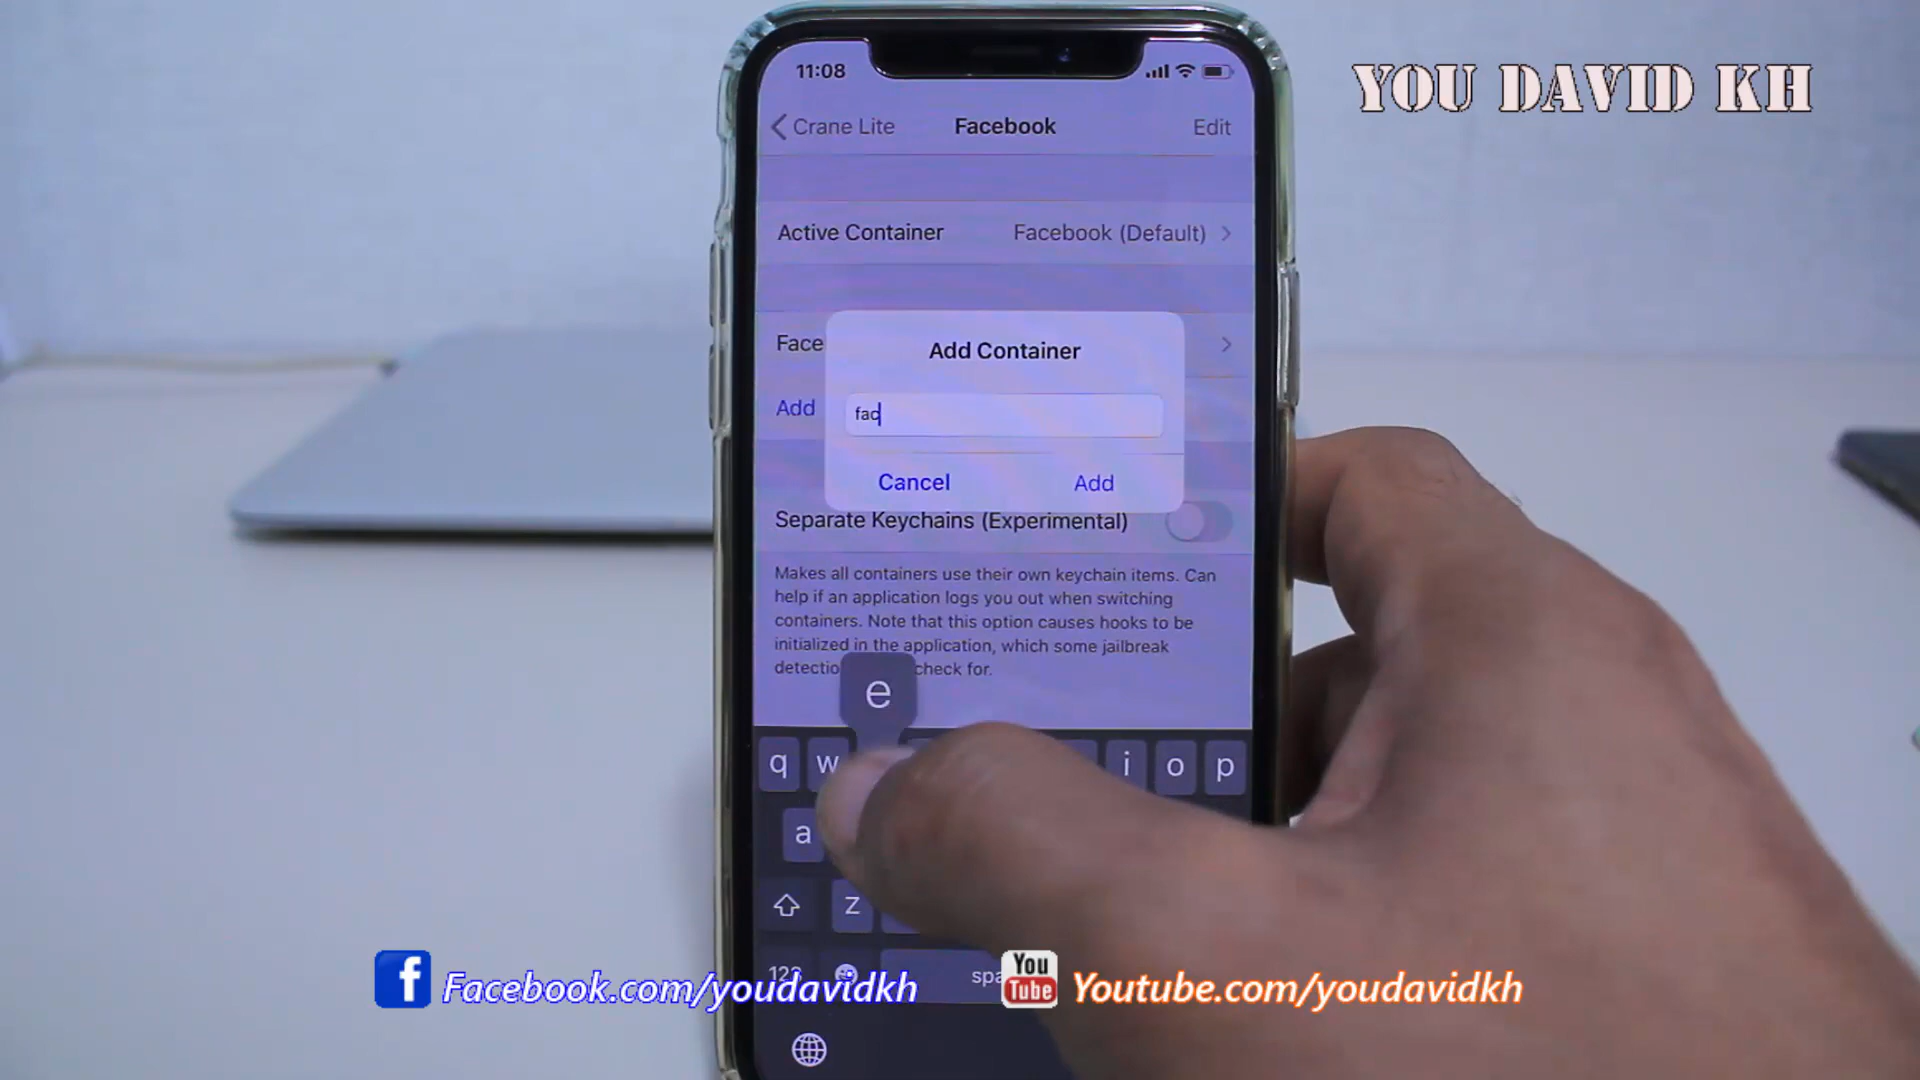 YOU DAVID KH
11:08
Crane Lite Facebook Edit
Active Container Facebook (Default)
Add Container
Face
Add fac
Cancel Add
Separate Keychains (Experimental)
Makes all containers use their own keychain items. Can
help if an application logs you out when switching
containers. Note that this option causes hooks to be
initialized in the application, which some jailbreak
check for.
e
q w i o p
a
z
123
f Facebook.com/youdavidkh You Tube Youtube.com/youdavidkh